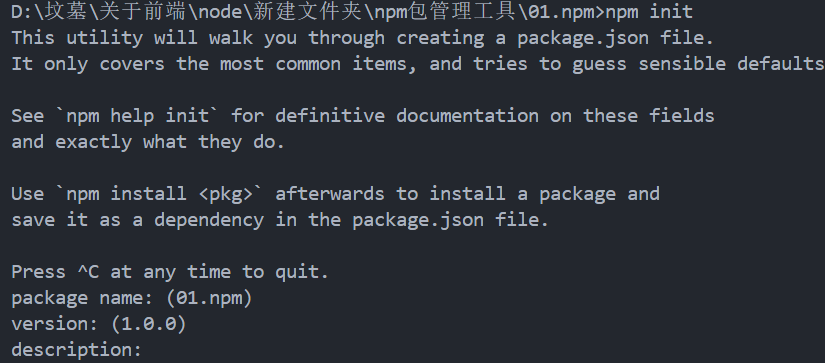 D:\坟墓\关于前端\node\新建文件夹\npm包管理工具\01.npm>npm init
This utility will walk you through creating a package.json file.
It only covers the most common items, and tries to guess sensible defaults
See `npm help init` for definitive documentation on these fields
and exactly what they do.
Use `npm install <pkg>` afterwards to install a package and
save it as a dependency in the package.json file.
Press ^C at any time to quit.
package name: (01.npm)
version: (1.0.0)
description: